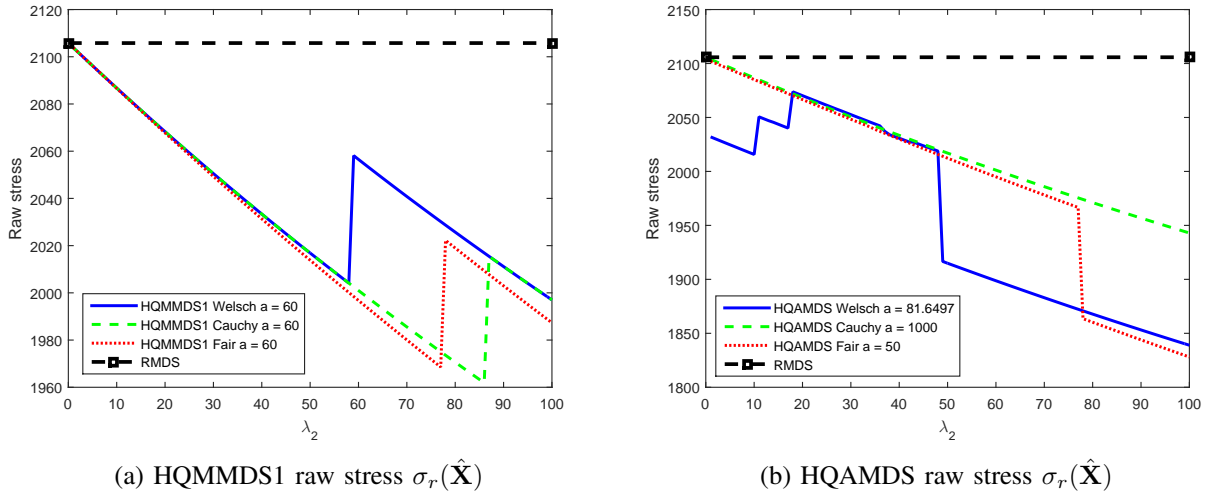 2120
2100
2080
2060
2040
2020
2000
1980
1960
Raw stress
0 10 20 30 40 50 60 70 80 90 100
λ₂
HQMMDS1 Welsch a = 60
HQMMDS1 Cauchy a = 60
HQMMDS1 Fair a = 60
RMDS
(a) HQMMDS1 raw stress σᵣ(X̂)
2150
2100
2050
2000
1950
1900
1850
1800
Raw stress
0 10 20 30 40 50 60 70 80 90 100
λ₂
HQAMDS Welsch a = 81.6497
HQAMDS Cauchy a = 1000
HQAMDS Fair a = 50
RMDS
(b) HQAMDS raw stress σᵣ(X̂)